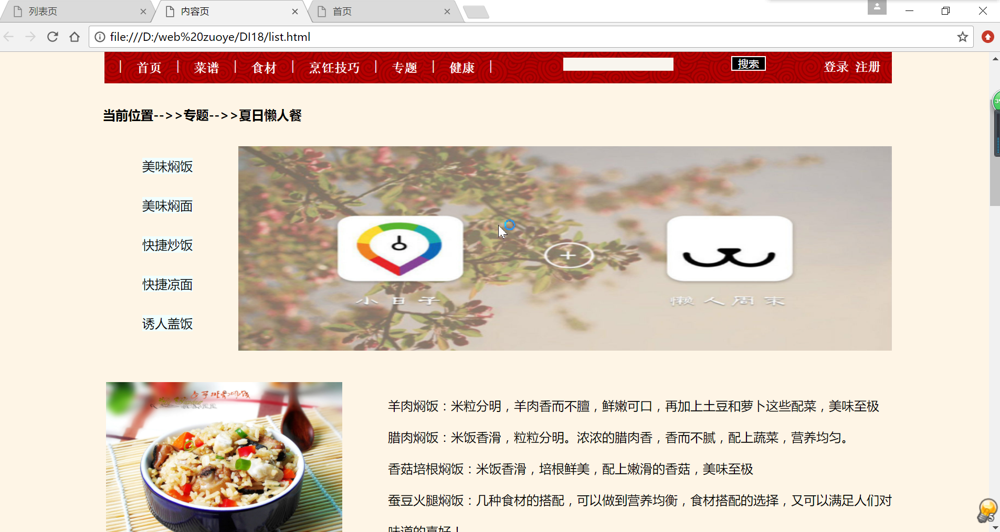 列表页
内容页
首页
file:///D:/web%20zuoye/DI18/list.html
| 首页 | 菜谱 | 食材 | 烹饪技巧 | 专题 | 健康 |
搜索
登录 注册
当前位置-->>专题-->>夏日懒人餐
美味焖饭
美味焖面
快捷炒饭
快捷凉面
诱人盖饭
小日子
懒人周末
羊肉焖饭：米粒分明，羊肉香而不膻，鲜嫩可口，再加上土豆和萝卜这些配菜，美味至极
腊肉焖饭：米饭香滑，粒粒分明。浓浓的腊肉香，香而不腻，配上蔬菜，营养均匀。
香菇培根焖饭：米饭香滑，培根鲜美，配上嫩滑的香菇，美味至极
蚕豆火腿焖饭：几种食材的搭配，可以做到营养均衡，食材搭配的选择，又可以满足人们对
味道的喜好！